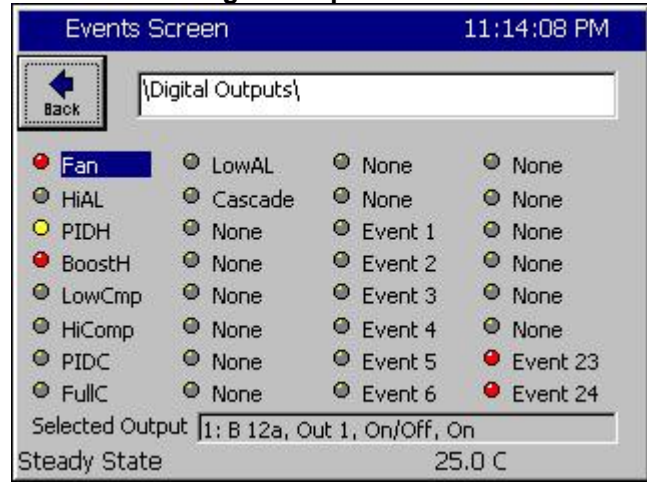 Events Screen 11:14:08 PM
Back \Digital Outputs\
Fan LowAL None None
HiAL Cascade None None
PIDH None Event 1 None
BoostH None Event 2 None
LowCmp None Event 3 None
HiComp None Event 4 None
PIDC None Event 5 Event 23
FullC None Event 6 Event 24
Selected Output 1: B 12a, Out 1, On/Off, On
Steady State 25.0 C